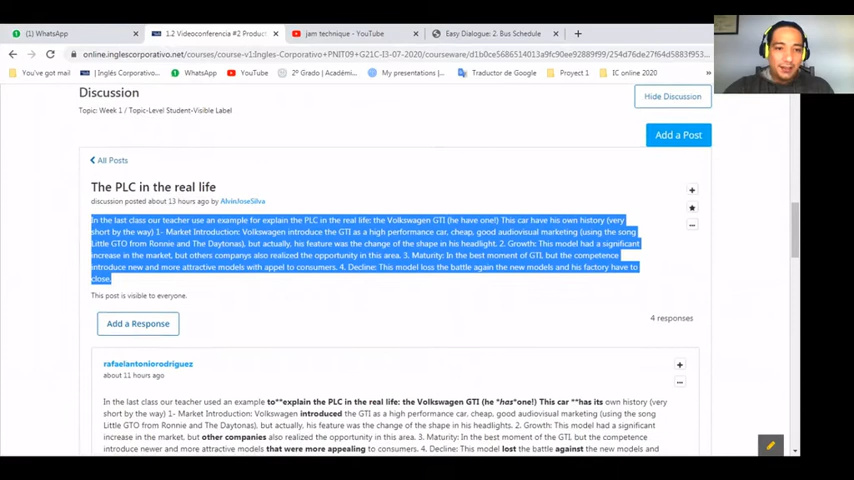 (1) WhatsApp
1.2 Videoconferencia #2 Product
jam technique - YouTube
Easy Dialogue: 2. Bus Schedule
online.inglescorporativo.net/courses/course-v1:Ingles-Corporativo+PNIT09+G21C-I3-07-2020/courseware/d1b0ce5686514013a9fc90ee92889f99/254d76de27f64d5883f953...
You've got mail
| Inglés Corporativo
WhatsApp
YouTube
2º Grado | Académi...
My presentations |...
Traductor de Google
Proyect 1
IC online 2020
»
Discussion
Hide Discussion
Topic: Week 1 / Topic-Level Student-Visible Label
Add a Post
All Posts
The PLC in the real life
discussion posted about 13 hours ago by AlvinJoseSilva
In the last class our teacher use an example for explain the PLC in the real life: the Volkswagen GTI (he have one!) This car have his own history (very
short by the way) 1- Market Introduction: Volkswagen introduce the GTI as a high performance car, cheap, good audiovisual marketing (using the song
Little GTO from Ronnie and The Daytonas), but actually, his feature was the change of the shape in his headlight. 2. Growth: This model had a significant
increase in the market, but others companys also realized the opportunity in this area. 3. Maturity: In the best moment of GTI, but the competence
introduce new and more attractive models with appel to consumers. 4. Decline: This model loss the battle again the new models and his factory have to
close.
This post is visible to everyone.
Add a Response
4 responses
rafaelantoniorodriguez
about 11 hours ago
In the last class our teacher used an example to**explain the PLC in the real life: the Volkswagen GTI (he *has*one!) This car **has its own history (very
short by the way) 1- Market Introduction: Volkswagen introduced the GTI as a high performance car, cheap, good audiovisual marketing (using the song
Little GTO from Ronnie and The Daytonas), but actually, his feature was the change of the shape in his headlights. 2. Growth: This model had a significant
increase in the market, but other companies also realized the opportunity in this area. 3. Maturity: In the best moment of GTI, but the competence
introduce newer and more attractive models that were more appealing to consumers. 4. Decline: This model lost the battle against the new models and